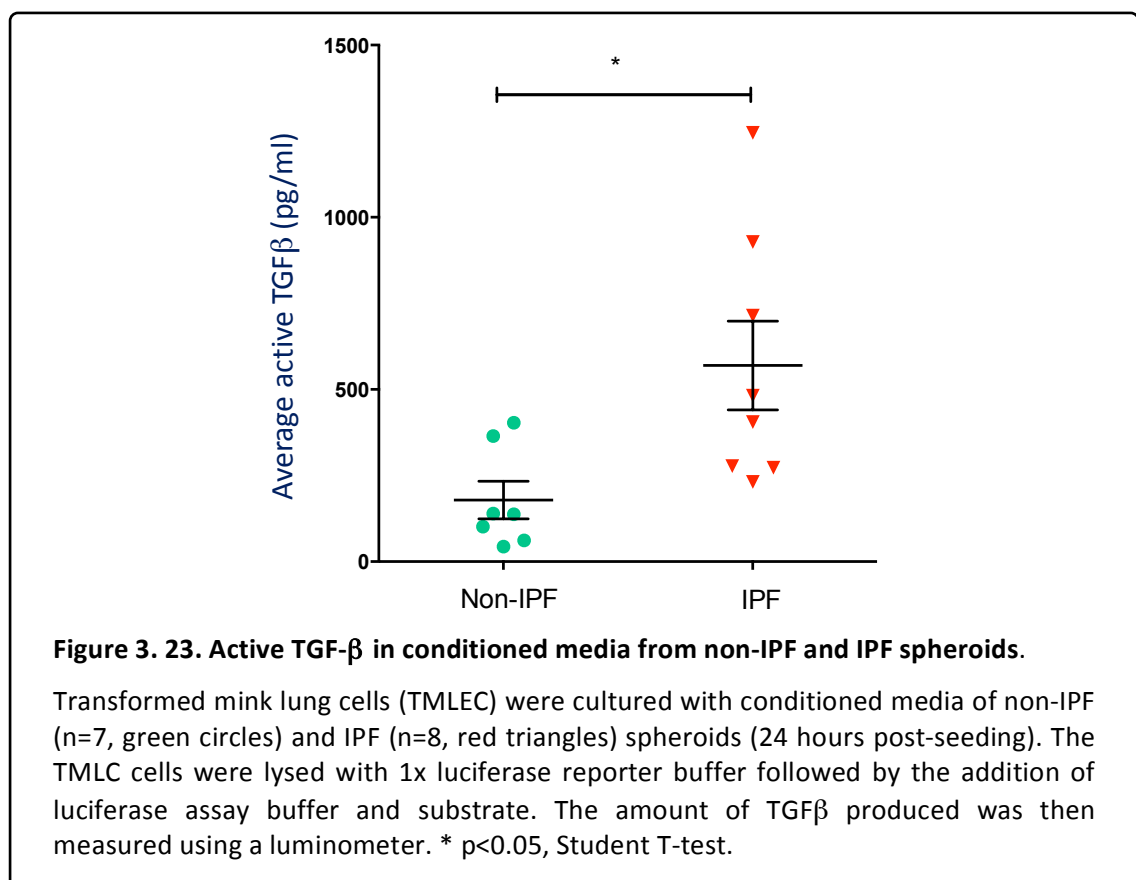 1500
*
1000
Average active TGFβ (pg/ml)
500
0
Non-IPF
IPF
Figure 3. 23. Active TGF-β in conditioned media from non-IPF and IPF spheroids.
Transformed mink lung cells (TMLEC) were cultured with conditioned media of non-IPF
(n=7, green circles) and IPF (n=8, red triangles) spheroids (24 hours post-seeding). The
TMLC cells were lysed with 1x luciferase reporter buffer followed by the addition of
luciferase assay buffer and substrate. The amount of TGFβ produced was then
measured using a luminometer. * p<0.05, Student T-test.